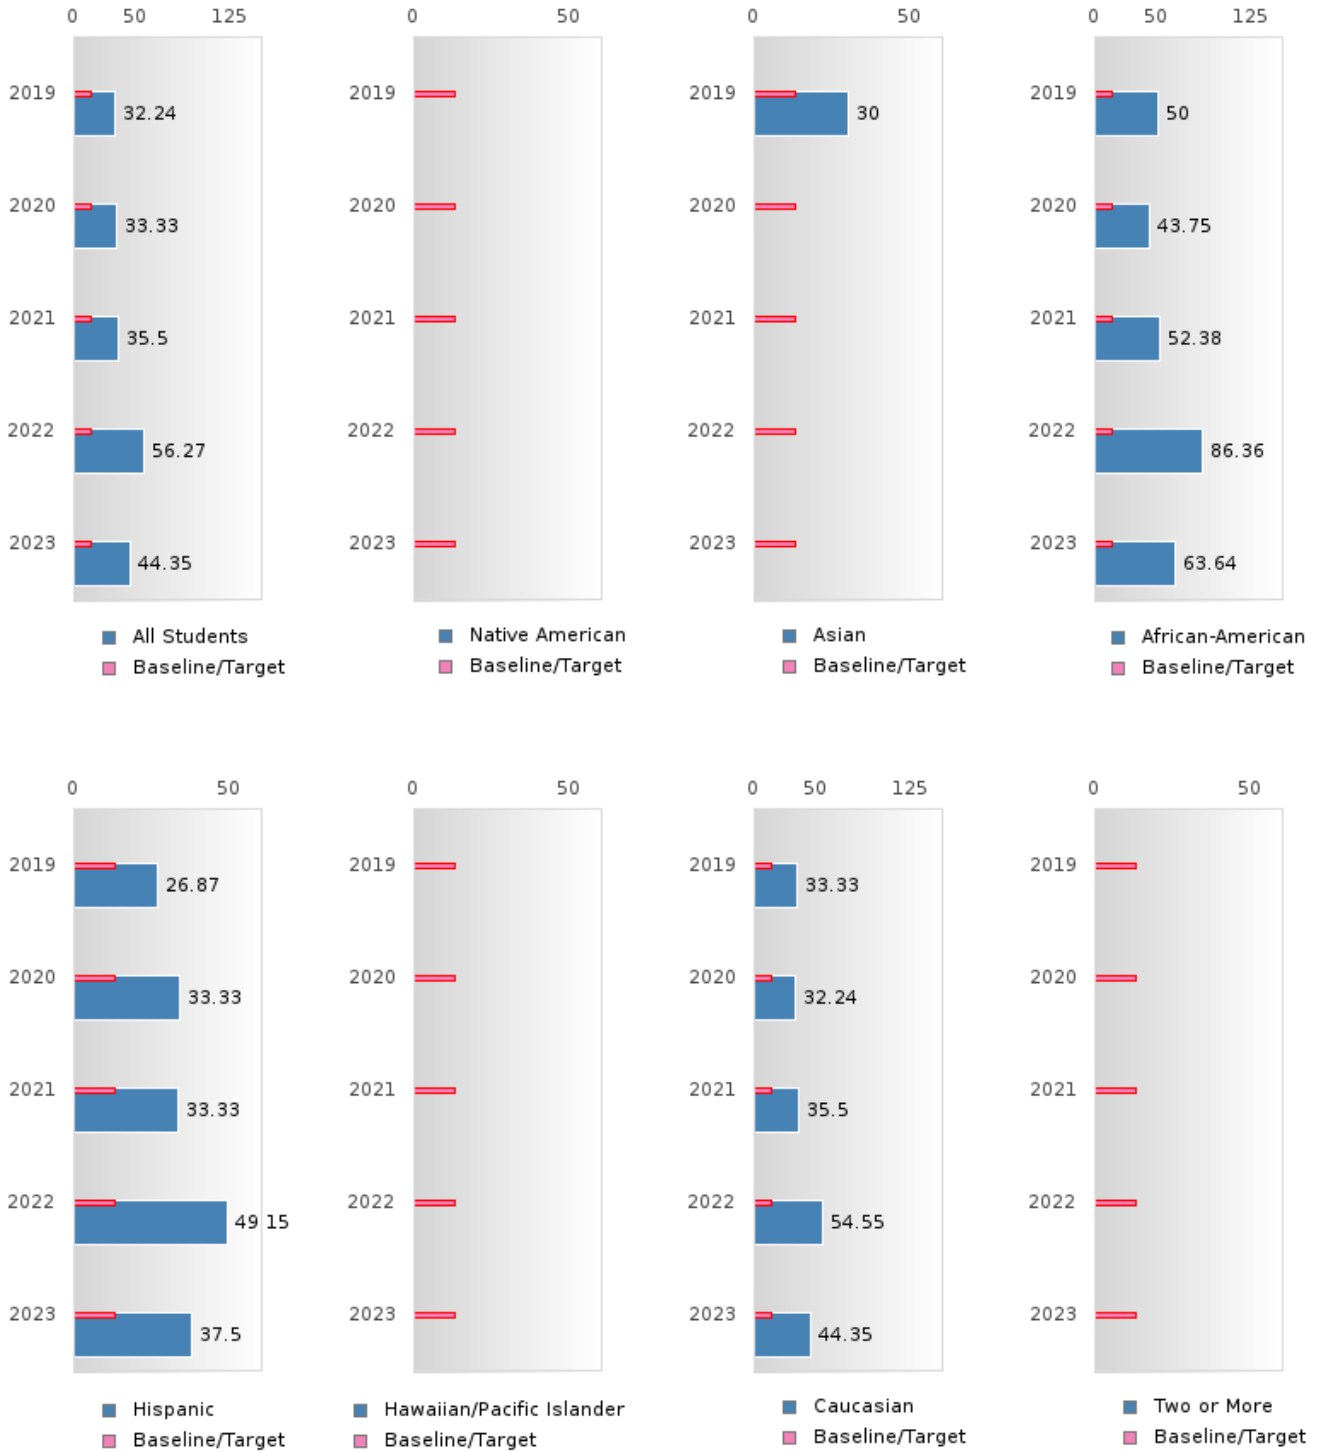 0 50 125
2019 32.24
2020 33.33
2021 35.5
2022 56.27
2023 44.35
All Students
Baseline/Target
0 50
2019
2020
2021
2022
2023
Native American
Baseline/Target
0 50
2019 30
2020
2021
2022
2023
Asian
Baseline/Target
0 50 125
2019 50
2020 43.75
2021 52.38
2022 86.36
2023 63.64
African-American
Baseline/Target
0 50
2019 26.87
2020 33.33
2021 33.33
2022 49.15
2023 37.5
Hispanic
Baseline/Target
0 50
2019
2020
2021
2022
2023
Hawaiian/Pacific Islander
Baseline/Target
0 50 125
2019 33.33
2020 32.24
2021 35.5
2022 54.55
2023 44.35
Caucasian
Baseline/Target
0 50
2019
2020
2021
2022
2023
Two or More
Baseline/Target